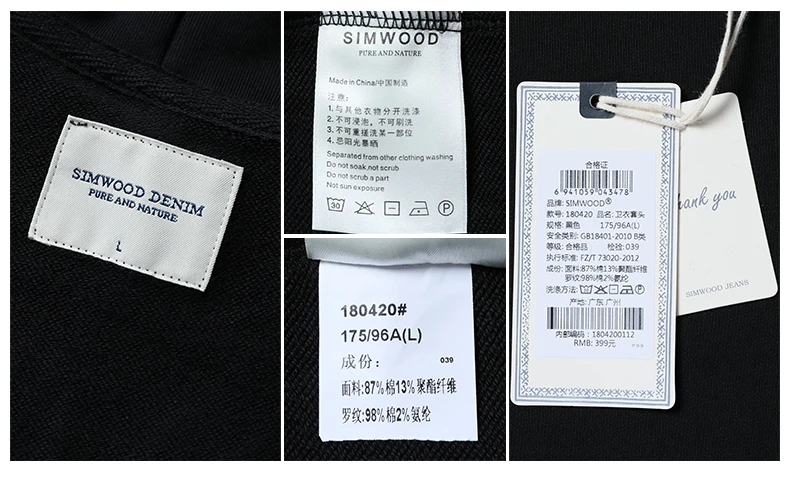 SIMWOOD DENIM
PURE AND NATURE
L
SIMWOOD
PURE AND NATURE
Made in China/中国制造
注意:
1. 与其他衣物分开洗涤
2. 不可浸泡，不可刷洗
3. 不可重搓洗某一部位
4. 忌阳光暴晒
Separated from other clothing washing
Do not soak,not scrub
Do not scrub a part
Not sun exposure
30
P
180420#
175/96A(L)
成份: 039
面料:87%棉13%聚酯纤维
罗纹:98%棉2%氨纶
合格证
6 941059 043478
品牌: SIMWOOD®
款号: 180420 品名: 卫衣套头
规格: 黑色 175/96A(L)
安全类别: GB18401-2010 B类
等级: 合格品 检验: 039
执行标准: FZ/T 73020-2012
成份: 面料:87%棉13%聚酯纤维
罗纹:98%棉2%氨纶
洗涤方法:
产地: 广东 广州
内部编码: 1804200112
RMB: 399元
hank you
SIMWOOD JEANS